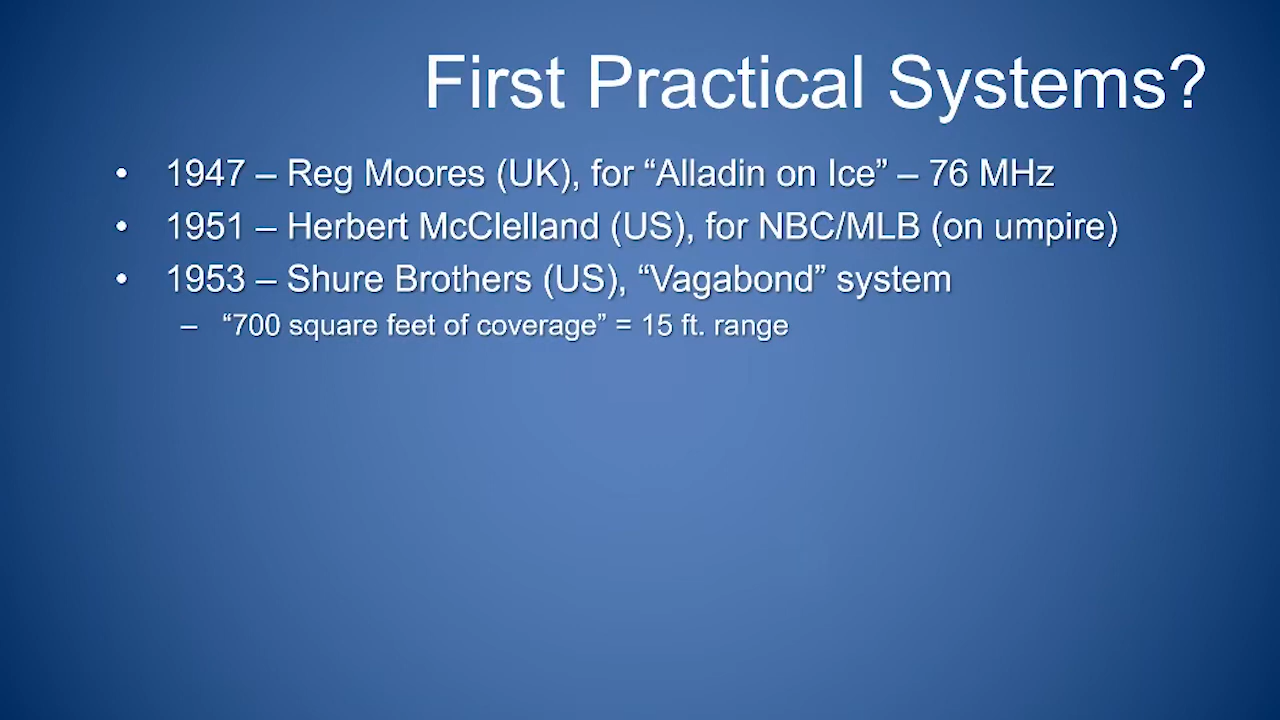 First Practical Systems?
• 1947 – Reg Moores (UK), for “Alladin on Ice” – 76 MHz
• 1951 – Herbert McClelland (US), for NBC/MLB (on umpire)
• 1953 – Shure Brothers (US), “Vagabond” system
– “700 square feet of coverage” = 15 ft. range